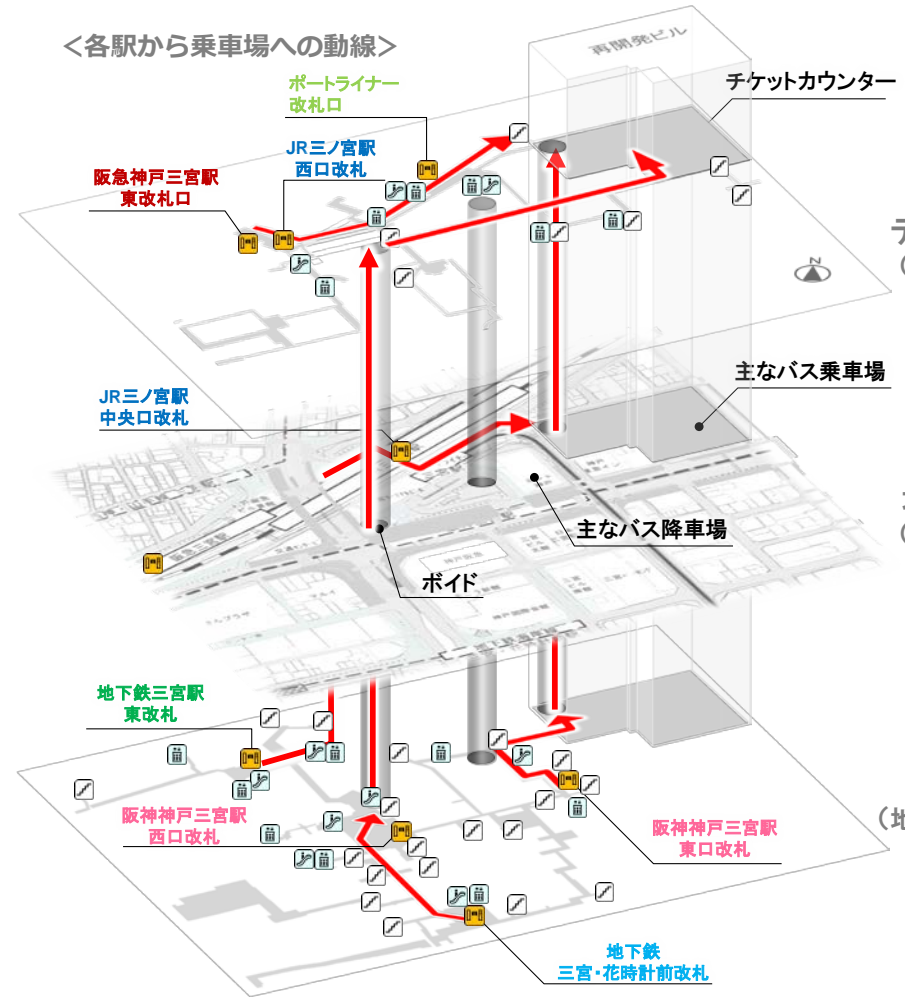 ＜各駅から乗車場への動線＞
再開発ビル
ポートライナー
改札口
チケットカウンター
JR三ノ宮駅
西口改札
阪急神戸三宮駅
東改札口
N
主なバス乗車場
JR三ノ宮駅
中央口改札
主なバス降車場
ボイド
地下鉄三宮駅
東改札
阪神神戸三宮駅
西口改札
阪神神戸三宮駅
東口改札
（地
地下鉄
三宮・花時計前改札